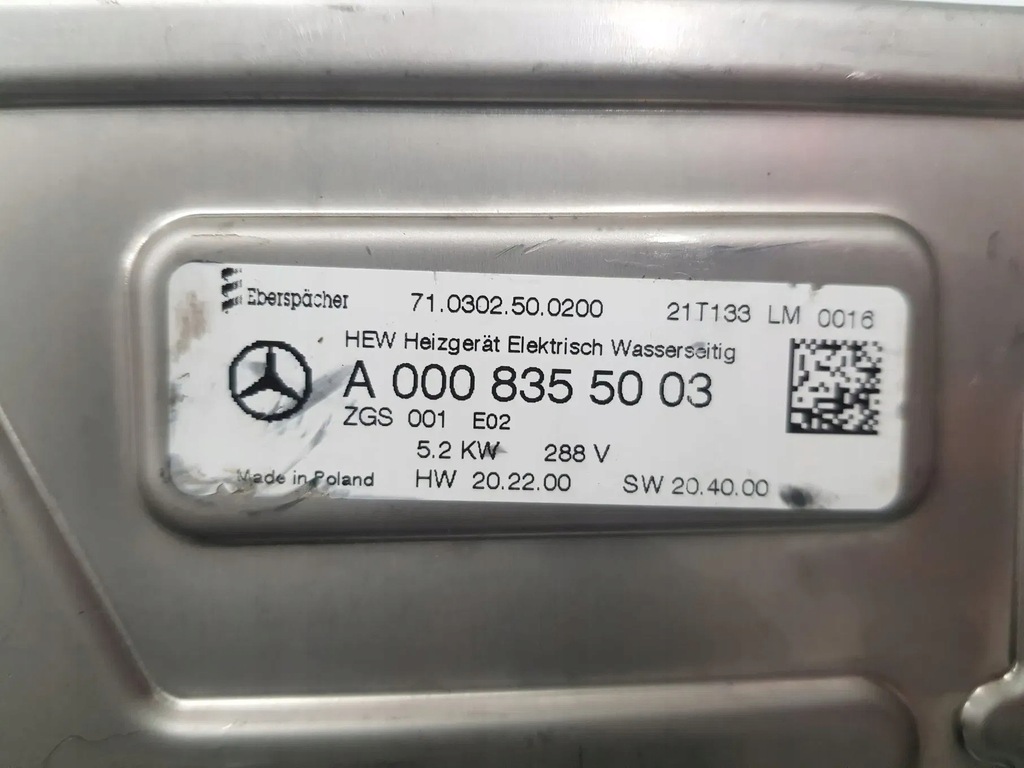 Eberspächer 71.0302.50.0200 21T133 LM 0016
HEW Heizgerät Elektrisch Wasserseitig
A 000 835 50 03
ZGS 001 E02
5.2 KW 288 V
Made in Poland HW 20.22.00 SW 20.40.00